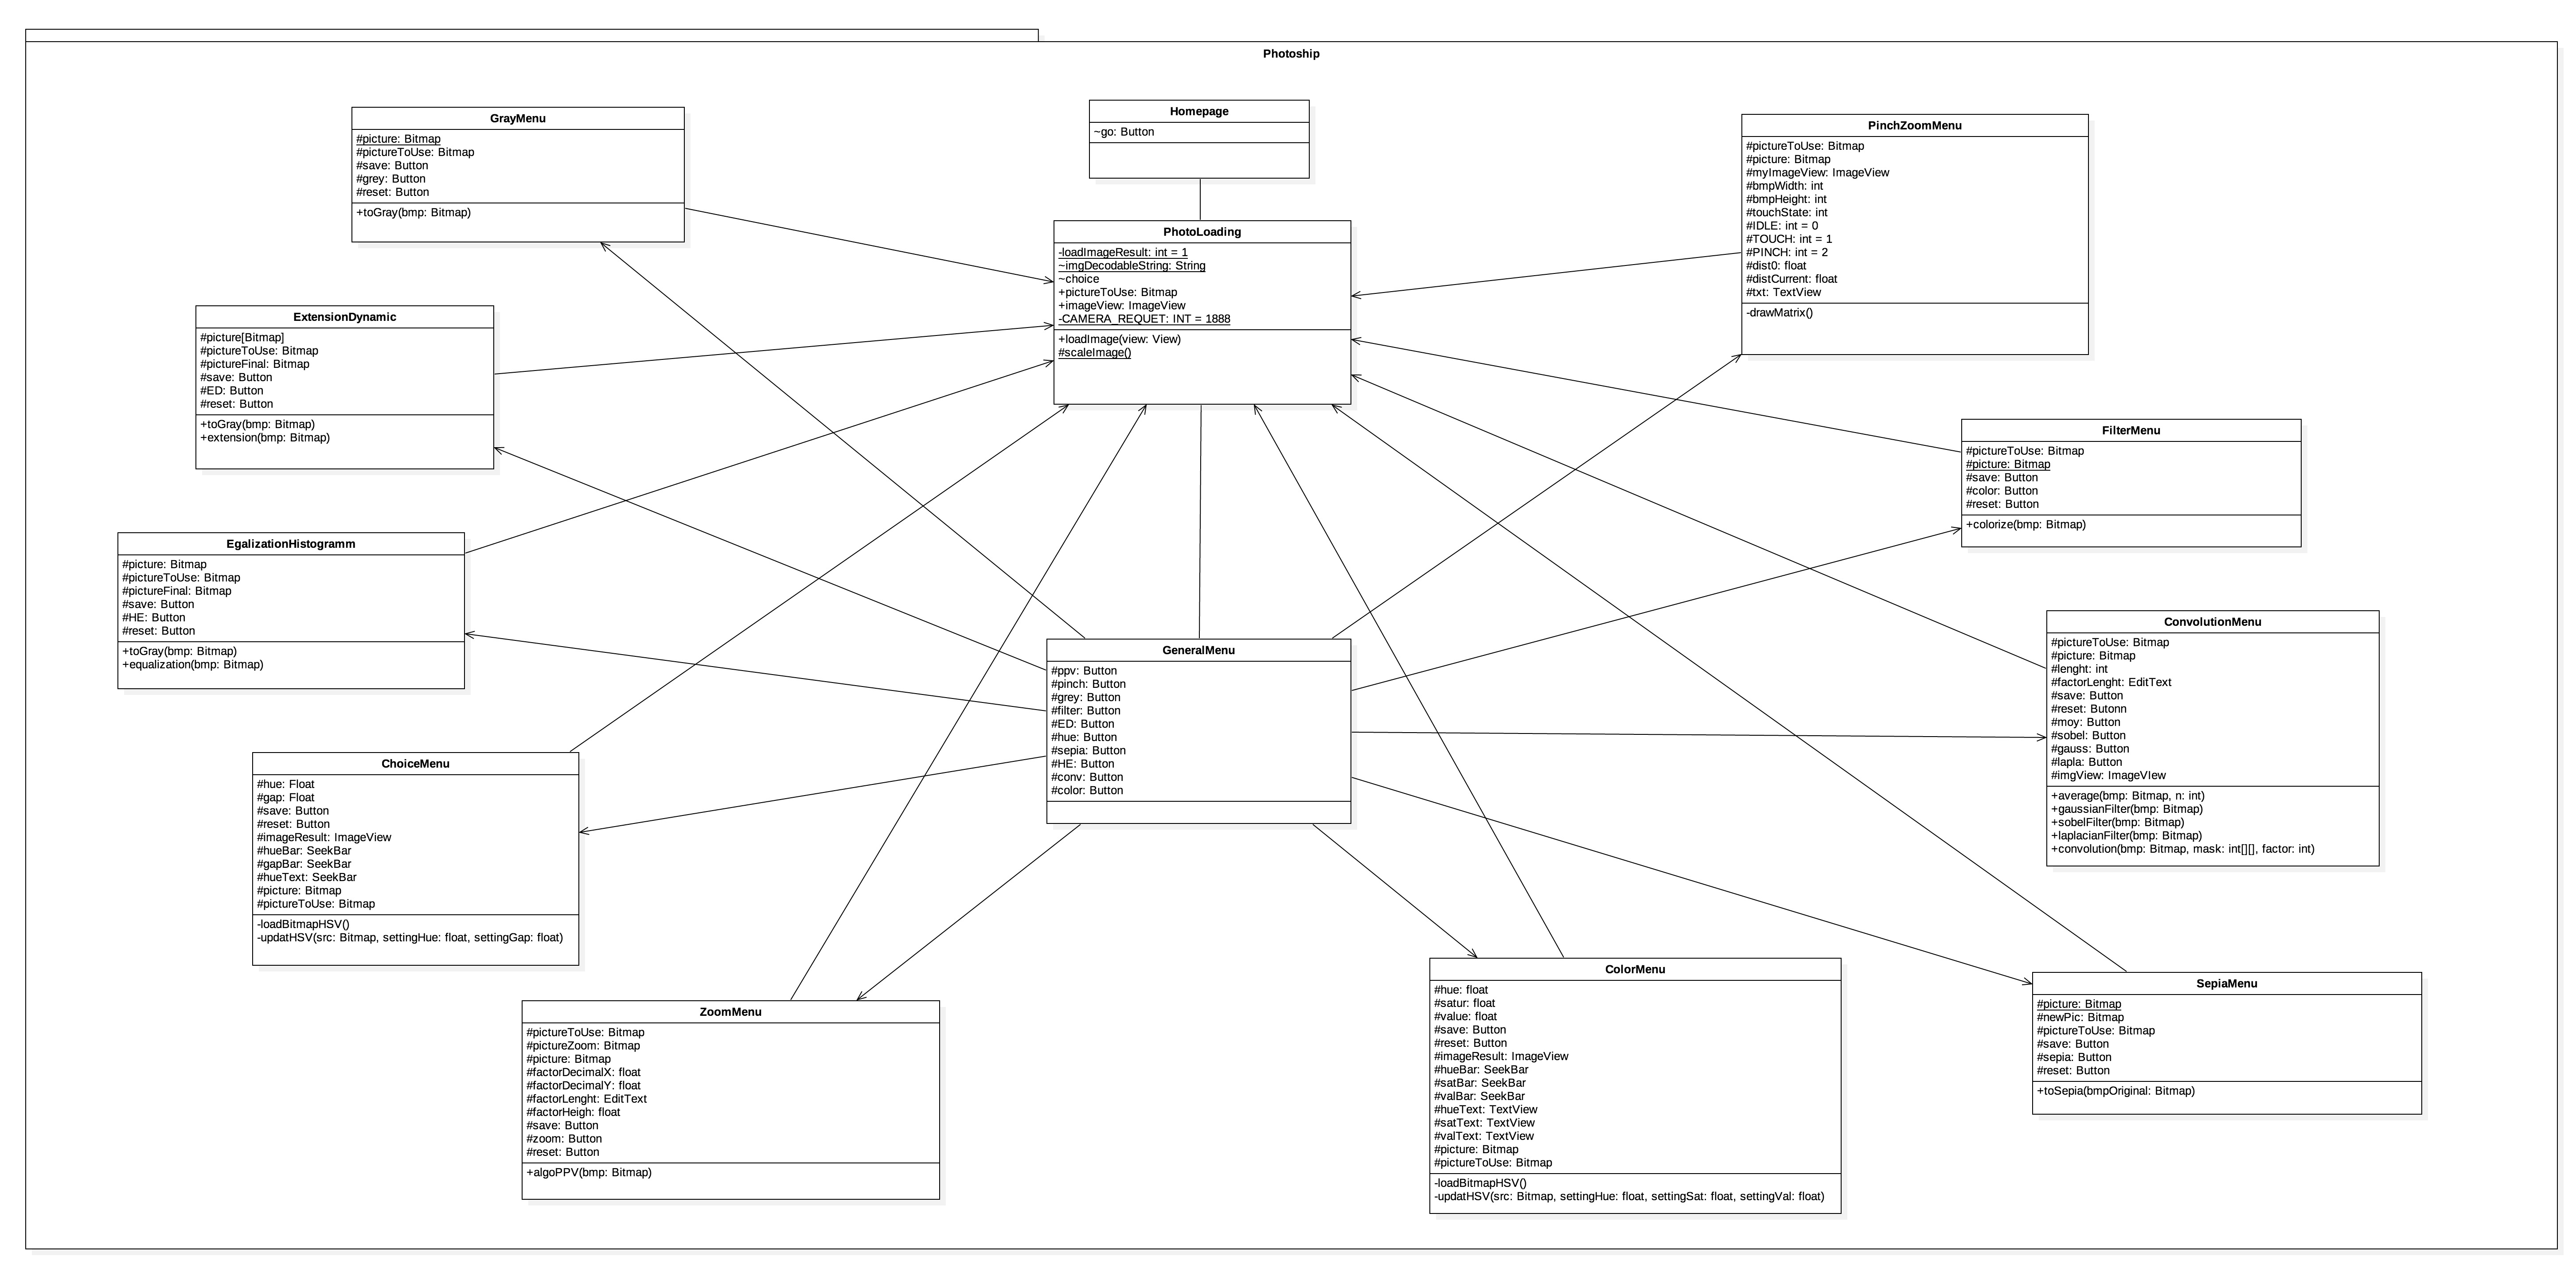 Photoship
GrayMenu
#picture: Bitmap
#pictureToUse: Bitmap
#save: Button
#grey: Button
#reset: Button
+toGray(bmp: Bitmap)
Homepage
~go: Button
PinchZoomMenu
#pictureToUse: Bitmap
#picture: Bitmap
#myImageView: ImageView
#bmpWidth: int
#bmpHeight: int
#touchState: int
#IDLE: int = 0
#TOUCH: int = 1
#PINCH: int = 2
#dist0: float
#distCurrent: float
#txt: TextView
-drawMatrix()
PhotoLoading
-loadImageResult: int = 1
~imgDecodableString: String
~choice
+pictureToUse: Bitmap
+imageView: ImageView
-CAMERA_REQUET: INT = 1888
+loadImage(view: View)
#scaleImage()
ExtensionDynamic
#picture[Bitmap]
#pictureToUse: Bitmap
#pictureFinal: Bitmap
#save: Button
#ED: Button
#reset: Button
+toGray(bmp: Bitmap)
+extension(bmp: Bitmap)
FilterMenu
#pictureToUse: Bitmap
#picture: Bitmap
#save: Button
#color: Button
#reset: Button
+colorize(bmp: Bitmap)
EgalizationHistogramm
#picture: Bitmap
#pictureToUse: Bitmap
#pictureFinal: Bitmap
#save: Button
#HE: Button
#reset: Button
+toGray(bmp: Bitmap)
+equalization(bmp: Bitmap)
ConvolutionMenu
#pictureToUse: Bitmap
#picture: Bitmap
#lenght: int
#factorLenght: EditText
#save: Button
#reset: Butonn
#moy: Button
#sobel: Button
#gauss: Button
#lapla: Button
#imgView: ImageVIew
+average(bmp: Bitmap, n: int)
+gaussianFilter(bmp: Bitmap)
+sobelFilter(bmp: Bitmap)
+laplacianFilter(bmp: Bitmap)
+convolution(bmp: Bitmap, mask: int[][], factor: int)
GeneralMenu
#ppv: Button
#pinch: Button
#grey: Button
#filter: Button
#ED: Button
#hue: Button
#sepia: Button
#HE: Button
#conv: Button
#color: Button
ChoiceMenu
#hue: Float
#gap: Float
#save: Button
#reset: Button
#imageResult: ImageView
#hueBar: SeekBar
#gapBar: SeekBar
#hueText: SeekBar
#picture: Bitmap
#pictureToUse: Bitmap
-loadBitmapHSV()
-updatHSV(src: Bitmap, settingHue: float, settingGap: float)
ZoomMenu
#pictureToUse: Bitmap
#pictureZoom: Bitmap
#picture: Bitmap
#factorDecimalX: float
#factorDecimalY: float
#factorLenght: EditText
#factorHeigh: float
#save: Button
#zoom: Button
#reset: Button
+algoPPV(bmp: Bitmap)
ColorMenu
#hue: float
#satur: float
#value: float
#save: Button
#reset: Button
#imageResult: ImageView
#hueBar: SeekBar
#satBar: SeekBar
#valBar: SeekBar
#hueText: TextView
#satText: TextView
#valText: TextView
#picture: Bitmap
#pictureToUse: Bitmap
-loadBitmapHSV()
-updatHSV(src: Bitmap, settingHue: float, settingSat: float, settingVal: float)
SepiaMenu
#picture: Bitmap
#newPic: Bitmap
#pictureToUse: Bitmap
#save: Button
#sepia: Button
#reset: Button
+toSepia(bmpOriginal: Bitmap)